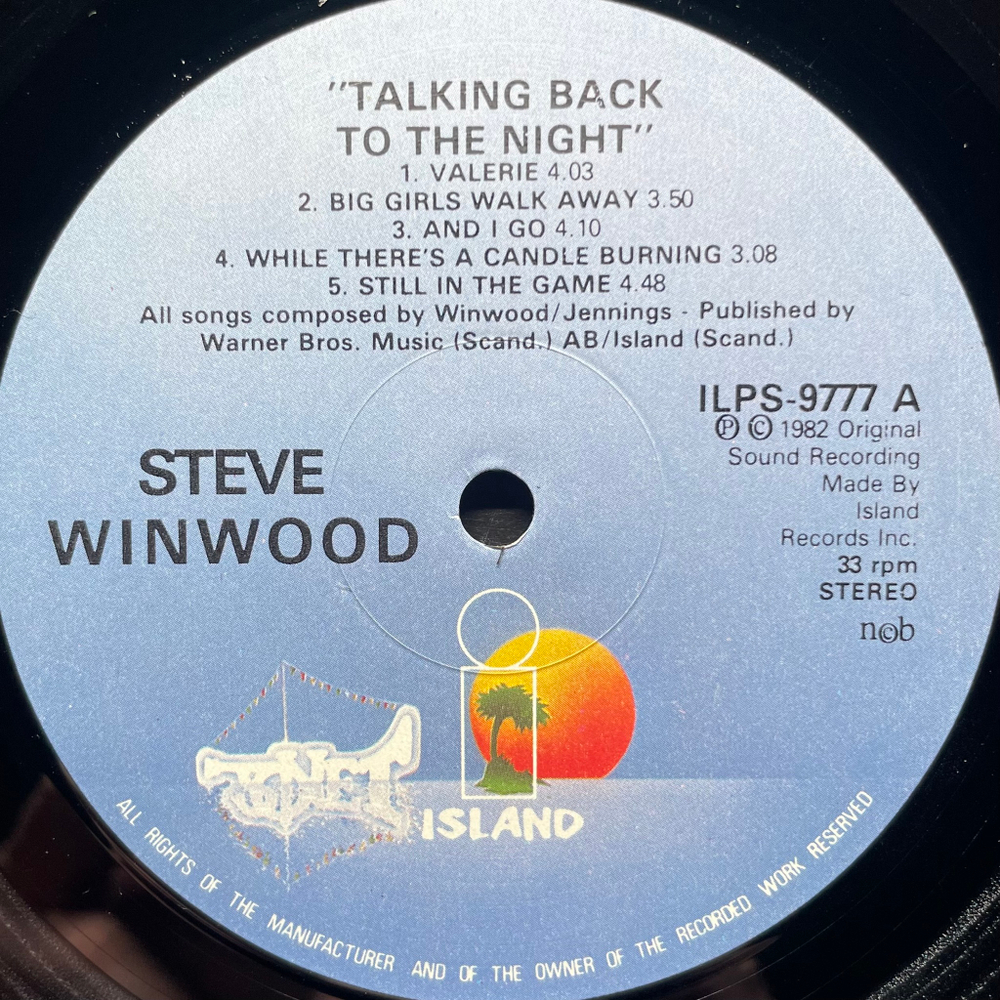 "TALKING BACK
TO THE NIGHT"
1. VALERIE 4.03
2. BIG GIRLS WALK AWAY 3.50
3. AND I GO 4.10
4. WHILE THERE'S A CANDLE BURNING 3.08
5. STILL IN THE GAME 4.48
All songs composed by Winwood/Jennings - Published by
Warner Bros. Music (Scand.) AB/Island (Scand.)
STEVE
WINWOOD
ILPS-9777 A
Ⓟ © 1982 Original
Sound Recording
Made By
Island
Records Inc.
33 rpm
STEREO
n©b
ISLAND
ALL RIGHTS OF THE MANUFACTURER AND OF THE OWNER OF THE RECORDED WORK RESERVED